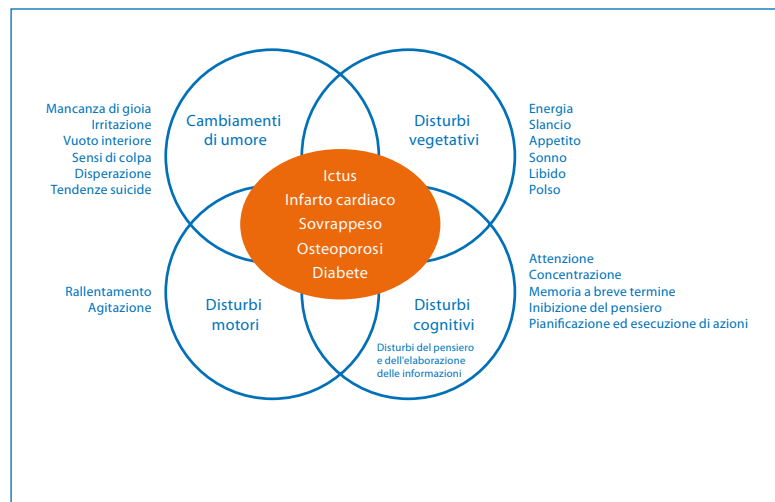 Mancanza di gioia
Irritazione
Vuoto interiore
Sensi di colpa
Disperazione
Tendenze suicide
Cambiamenti
di umore
Disturbi
vegetativi
Energia
Slancio
Appetito
Sonno
Libido
Polso
Ictus
Infarto cardiaco
Sovrappeso
Osteoporosi
Diabete
Rallentamento
Agitazione
Disturbi
motori
Disturbi
cognitivi
Disturbi del pensiero
e dell'elaborazione
delle informazioni
Attenzione
Concentrazione
Memoria a breve termine
Inibizione del pensiero
Pianificazione ed esecuzione di azioni